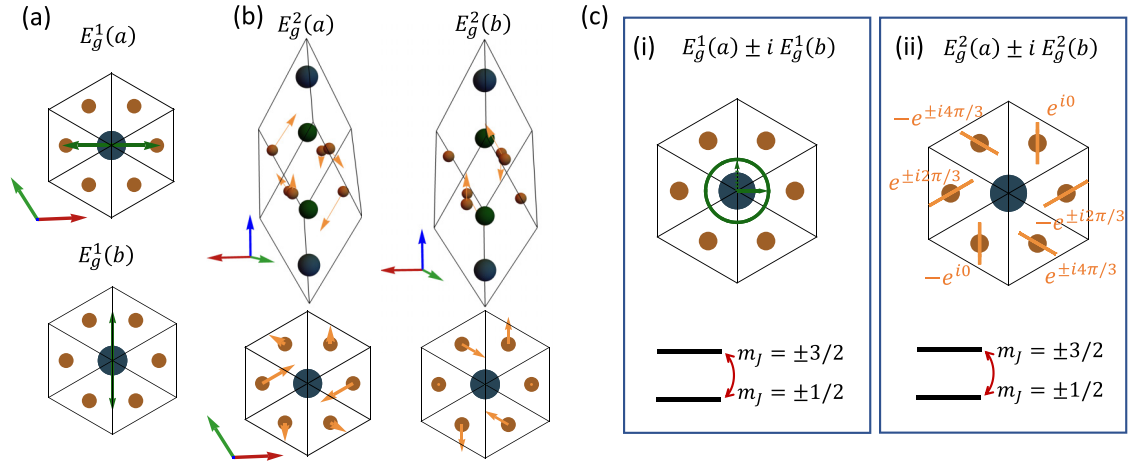 (a)
E_g^1(a)
E_g^1(b)
(b)
E_g^2(a)
E_g^2(b)
(c)
(i)
E_g^1(a) ± i E_g^1(b)
m_J = ±3/2
m_J = ±1/2
(ii)
E_g^2(a) ± i E_g^2(b)
−e^{±i4π/3}
e^{i0}
e^{±i2π/3}
−e^{±i2π/3}
−e^{i0}
e^{±i4π/3}
m_J = ±3/2
m_J = ±1/2